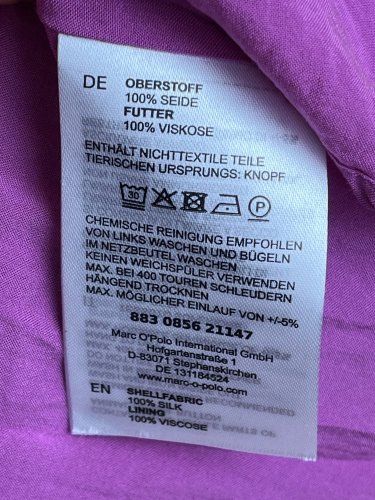 DE OBERSTOFF
100% SEIDE
FUTTER
100% VISKOSE
ENTHÄLT NICHTTEXTILE TEILE
TIERISCHEN URSPRUNGS: KNOPF
30 P
CHEMISCHE REINIGUNG EMPFOHLEN
VON LINKS WASCHEN UND BÜGELN
IM NETZBEUTEL WASCHEN
KEINEN WEICHSPÜLER VERWENDEN
MAX. BEI 400 TOUREN SCHLEUDERN
HÄNGEND TROCKNEN
MAX. MÖGLICHER EINLAUF VON +/-5%
883 0856 21147
Marc O'Polo International GmbH
Hofgartenstraße 1
D-83071 Stephanskirchen
DE 131184524
www.marc-o-polo.com
EN SHELLFABRIC
100% SILK
LINING
100% VISCOSE